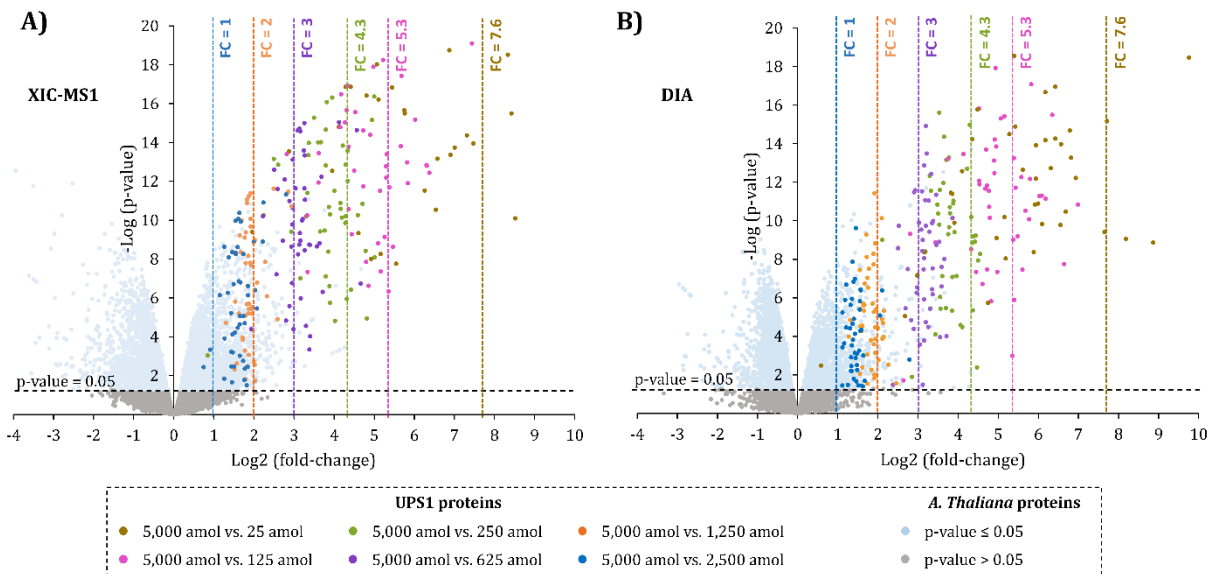 A)
XIC-MS1
-Log (p-value)
20
18
16
14
12
10
8
6
4
2
FC = 1
FC = 2
FC = 3
FC = 4.3
FC = 5.3
FC = 7.6
p-value = 0.05
-4 -3 -2 -1 0 1 2 3 4 5 6 7 8 9 10
Log2 (fold-change)
B)
DIA
-Log (p-value)
20
18
16
14
12
10
8
6
4
2
FC = 1
FC = 2
FC = 3
FC = 4.3
FC = 5.3
FC = 7.6
p-value = 0.05
-4 -3 -2 -1 0 1 2 3 4 5 6 7 8 9 10
Log2 (fold-change)
UPS1 proteins A. Thaliana proteins
5,000 amol vs. 25 amol 5,000 amol vs. 250 amol 5,000 amol vs. 1,250 amol p-value ≤ 0.05
5,000 amol vs. 125 amol 5,000 amol vs. 625 amol 5,000 amol vs. 2,500 amol p-value > 0.05